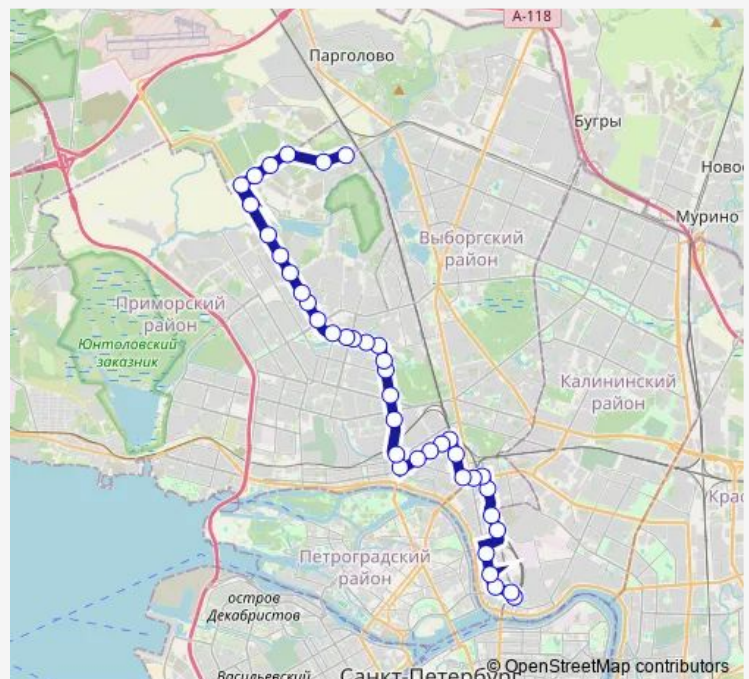 А-118
Парголово
Бугры
Ново
Мурино
Выборгский
район
Приморский
район
Юнтоловский
заказник
Калининский
район
Крас
Петроградский
район
остров
Декабристов
Васильевский
Санкт-Петербург
© OpenStreetMap contributors